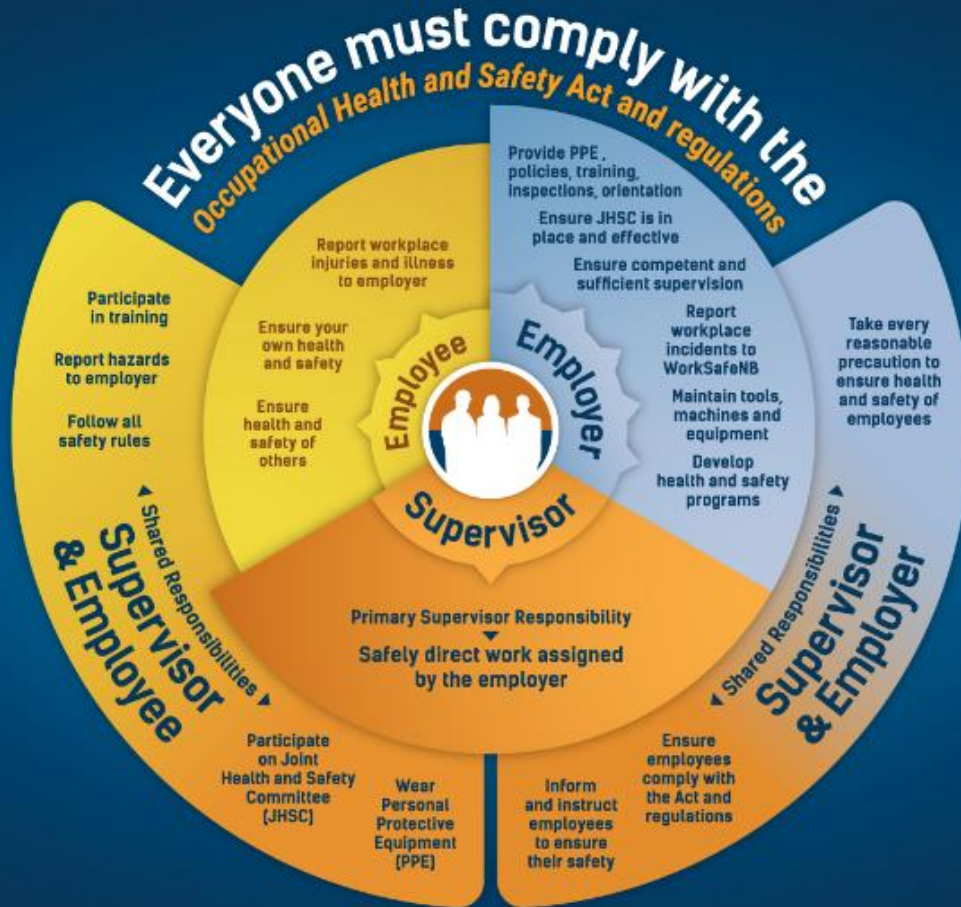 Everyone must comply with the
Occupational Health and Safety Act and regulations
Participate
in training
Report hazards
to employer
Follow all
safety rules
Supervisor
& Employee
Shared Responsibilities
Participate
on Joint
Health and Safety
Committee
(JHSC)
Wear
Personal
Protective
Equipment
(PPE)
Employee
Report workplace
injuries and illness
to employer
Ensure your
own health
and safety
Ensure
health and
safety of
others
Employer
Provide PPE ,
policies, training,
inspections, orientation
Ensure JHSC is in
place and effective
Ensure competent and
sufficient supervision
Report
workplace
incidents to
WorkSafeNB
Maintain tools,
machines and
equipment
Develop
health and safety
programs
Supervisor
Primary Supervisor Responsibility
Safely direct work assigned
by the employer
Take every
reasonable
precaution to
ensure health
and safety of
employees
Shared Responsibilities
Supervisor
& Employer
Ensure
employees
comply with
the Act and
regulations
Inform
and instruct
employees
to ensure
their safety